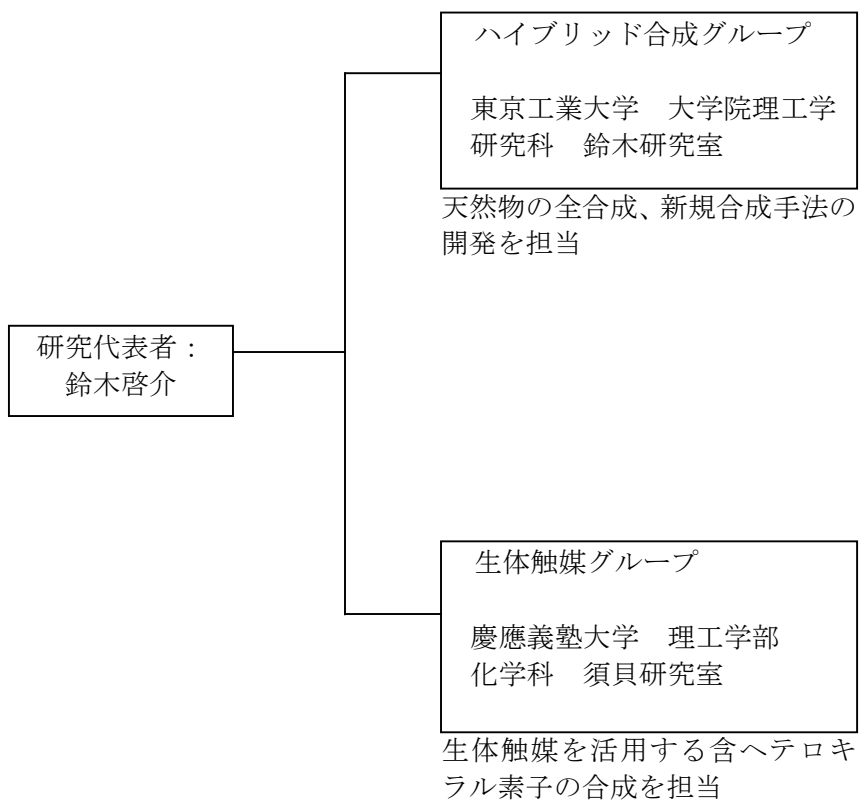 ハイブリッド合成グループ
東京工業大学　大学院理工学
研究科　鈴木研究室
天然物の全合成、新規合成手法の
開発を担当
研究代表者：
鈴木啓介
生体触媒グループ
慶應義塾大学　理工学部
化学科　須貝研究室
生体触媒を活用する含ヘテロキ
ラル素子の合成を担当